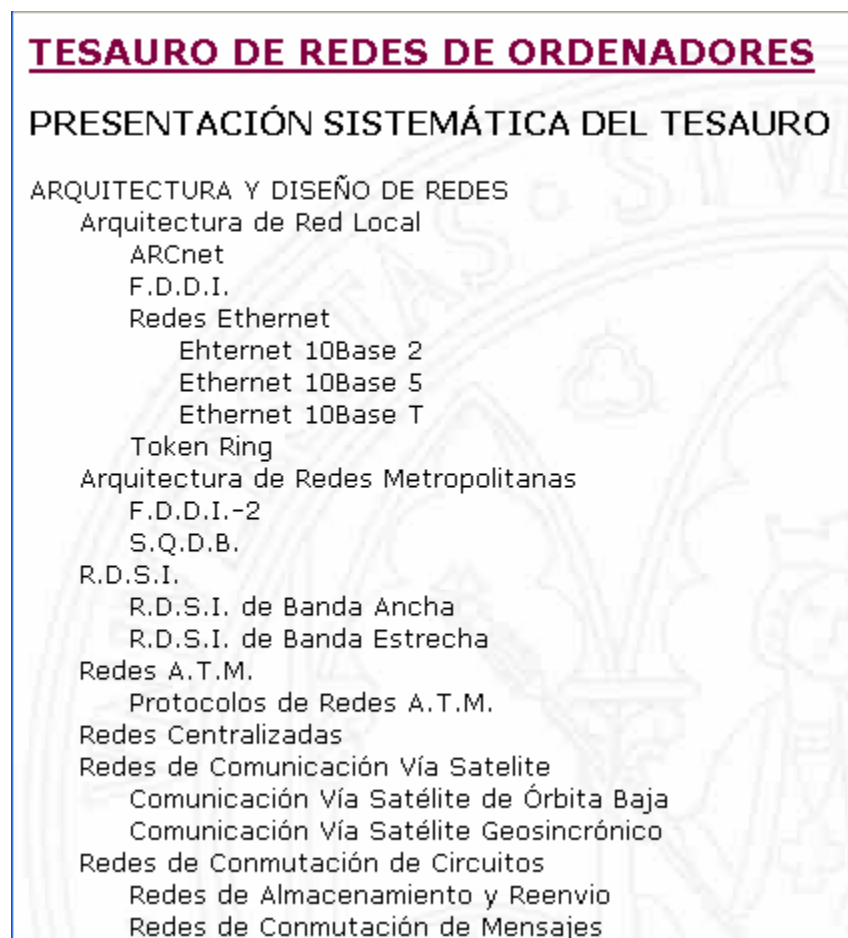 TESAURO DE REDES DE ORDENADORES
PRESENTACIÓN SISTEMÁTICA DEL TESAURO
ARQUITECTURA Y DISEÑO DE REDES
Arquitectura de Red Local
ARCnet
F.D.D.I.
Redes Ethernet
Ehternet 10Base 2
Ethernet 10Base 5
Ethernet 10Base T
Token Ring
Arquitectura de Redes Metropolitanas
F.D.D.I.-2
S.Q.D.B.
R.D.S.I.
R.D.S.I. de Banda Ancha
R.D.S.I. de Banda Estrecha
Redes A.T.M.
Protocolos de Redes A.T.M.
Redes Centralizadas
Redes de Comunicación Vía Satelite
Comunicación Vía Satélite de Órbita Baja
Comunicación Vía Satélite Geosincrónico
Redes de Conmutación de Circuitos
Redes de Almacenamiento y Reenvio
Redes de Conmutación de Mensajes